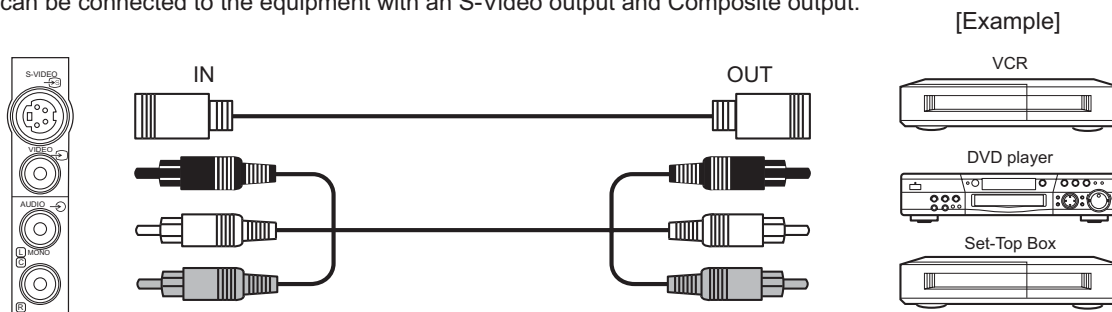 can be connected to the equipment with an S-Video output and Composite output.
[Example]
S-VIDEO
S
VIDEO
AUDIO
L
MONO
C
R
IN
OUT
VCR
DVD player
Set-Top Box